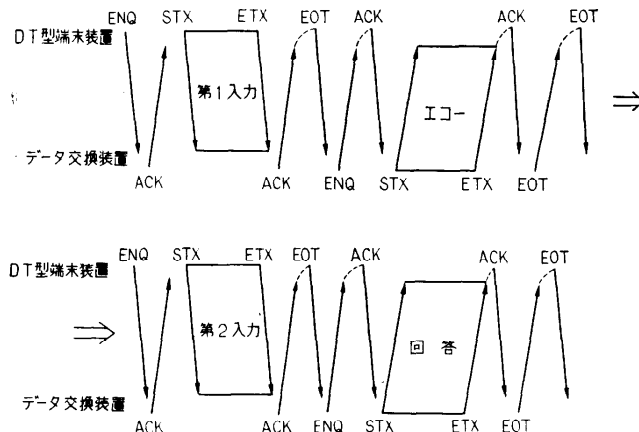 ENQ STX ETX EOT ACK ACK EOT
DT型端末装置
第1入力
エコー
データ交換装置
ACK ACK ENQ STX ETX EOT
ENQ STX ETX EOT ACK ACK EOT
DT型端末装置
第2入力
回答
データ交換装置
ACK ACK ENQ STX ETX EOT